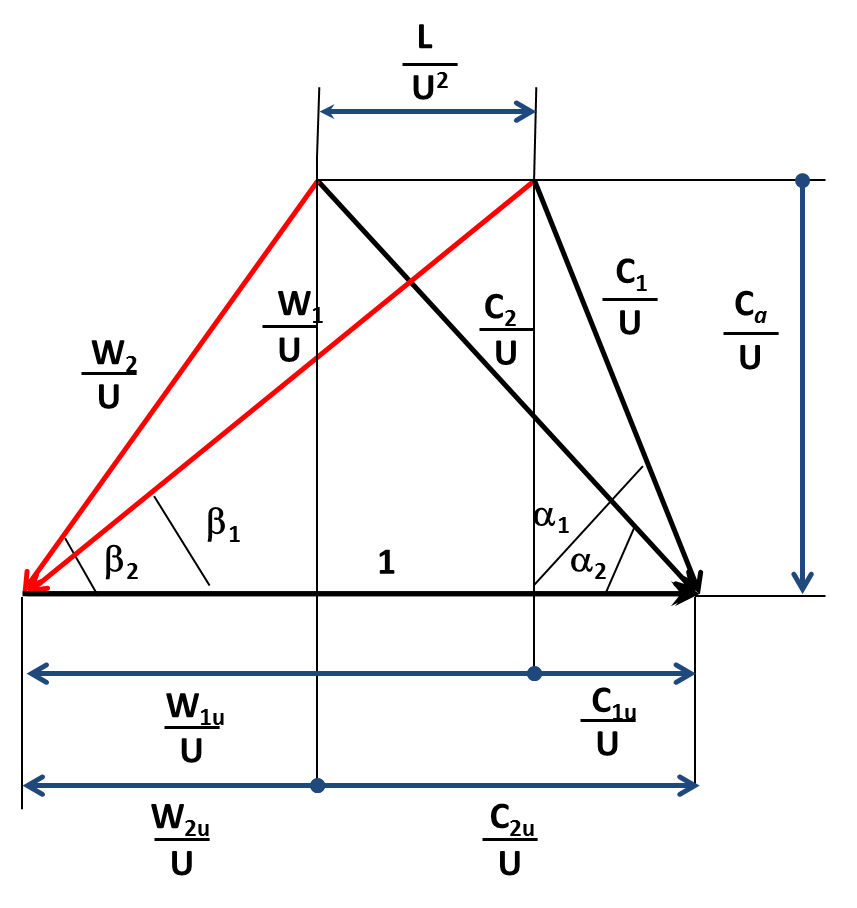 L
U²
C₁
U
W₁
U
C₂
U
Cₐ
U
W₂
U
α₁
β₁
β₂
1
α₂
W₁ᵤ
U
C₁ᵤ
U
W₂ᵤ
U
C₂ᵤ
U